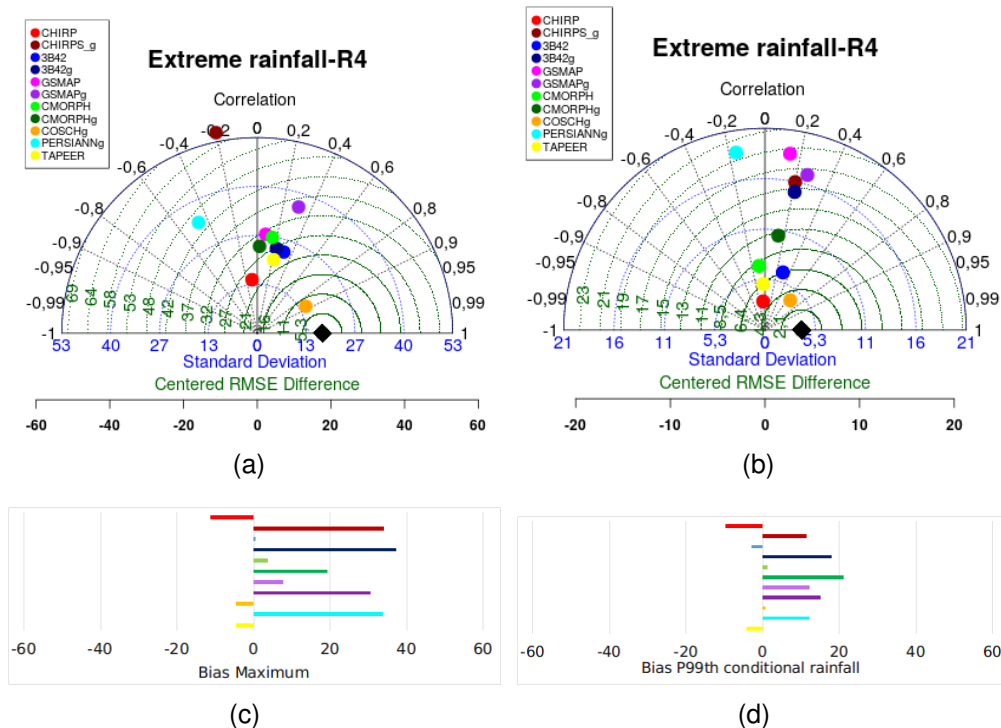 CHIRP
CHIRPS_g
3B42
3B42g
GSMAP
GSMAPg
CMORPH
CMORPHg
COSCHg
PERSIANNg
TAPEER
Extreme rainfall-R4
Correlation
-0,6 -0,4 -0,2 0 0,2 0,4 0,6
-0,8 0,8
-0,9 0,9
-0,95 0,95
-0,99 0,99
-1 1
69 64 58 53 48 42 37 32 27 21 16 11 5,3
53 40 27 13 0 13 27 40 53
Standard Deviation
Centered RMSE Difference
-60 -40 -20 0 20 40 60
(a)
CHIRP
CHIRPS_g
3B42
3B42g
GSMAP
GSMAPg
CMORPH
CMORPHg
COSCHg
PERSIANNg
TAPEER
Extreme rainfall-R4
Correlation
-0,6 -0,4 -0,2 0 0,2 0,4 0,6
-0,8 0,8
-0,9 0,9
-0,95 0,95
-0,99 0,99
-1 1
23 21 19 17 15 13 11 8,5 6,4 4,3 2,1
21 16 11 5,3 0 5,3 11 16 21
Standard Deviation
Centered RMSE Difference
-20 -10 0 10 20
(b)
-60 -40 -20 0 20 40 60
Bias Maximum
(c)
-60 -40 -20 0 20 40 60
Bias P99th conditional rainfall
(d)